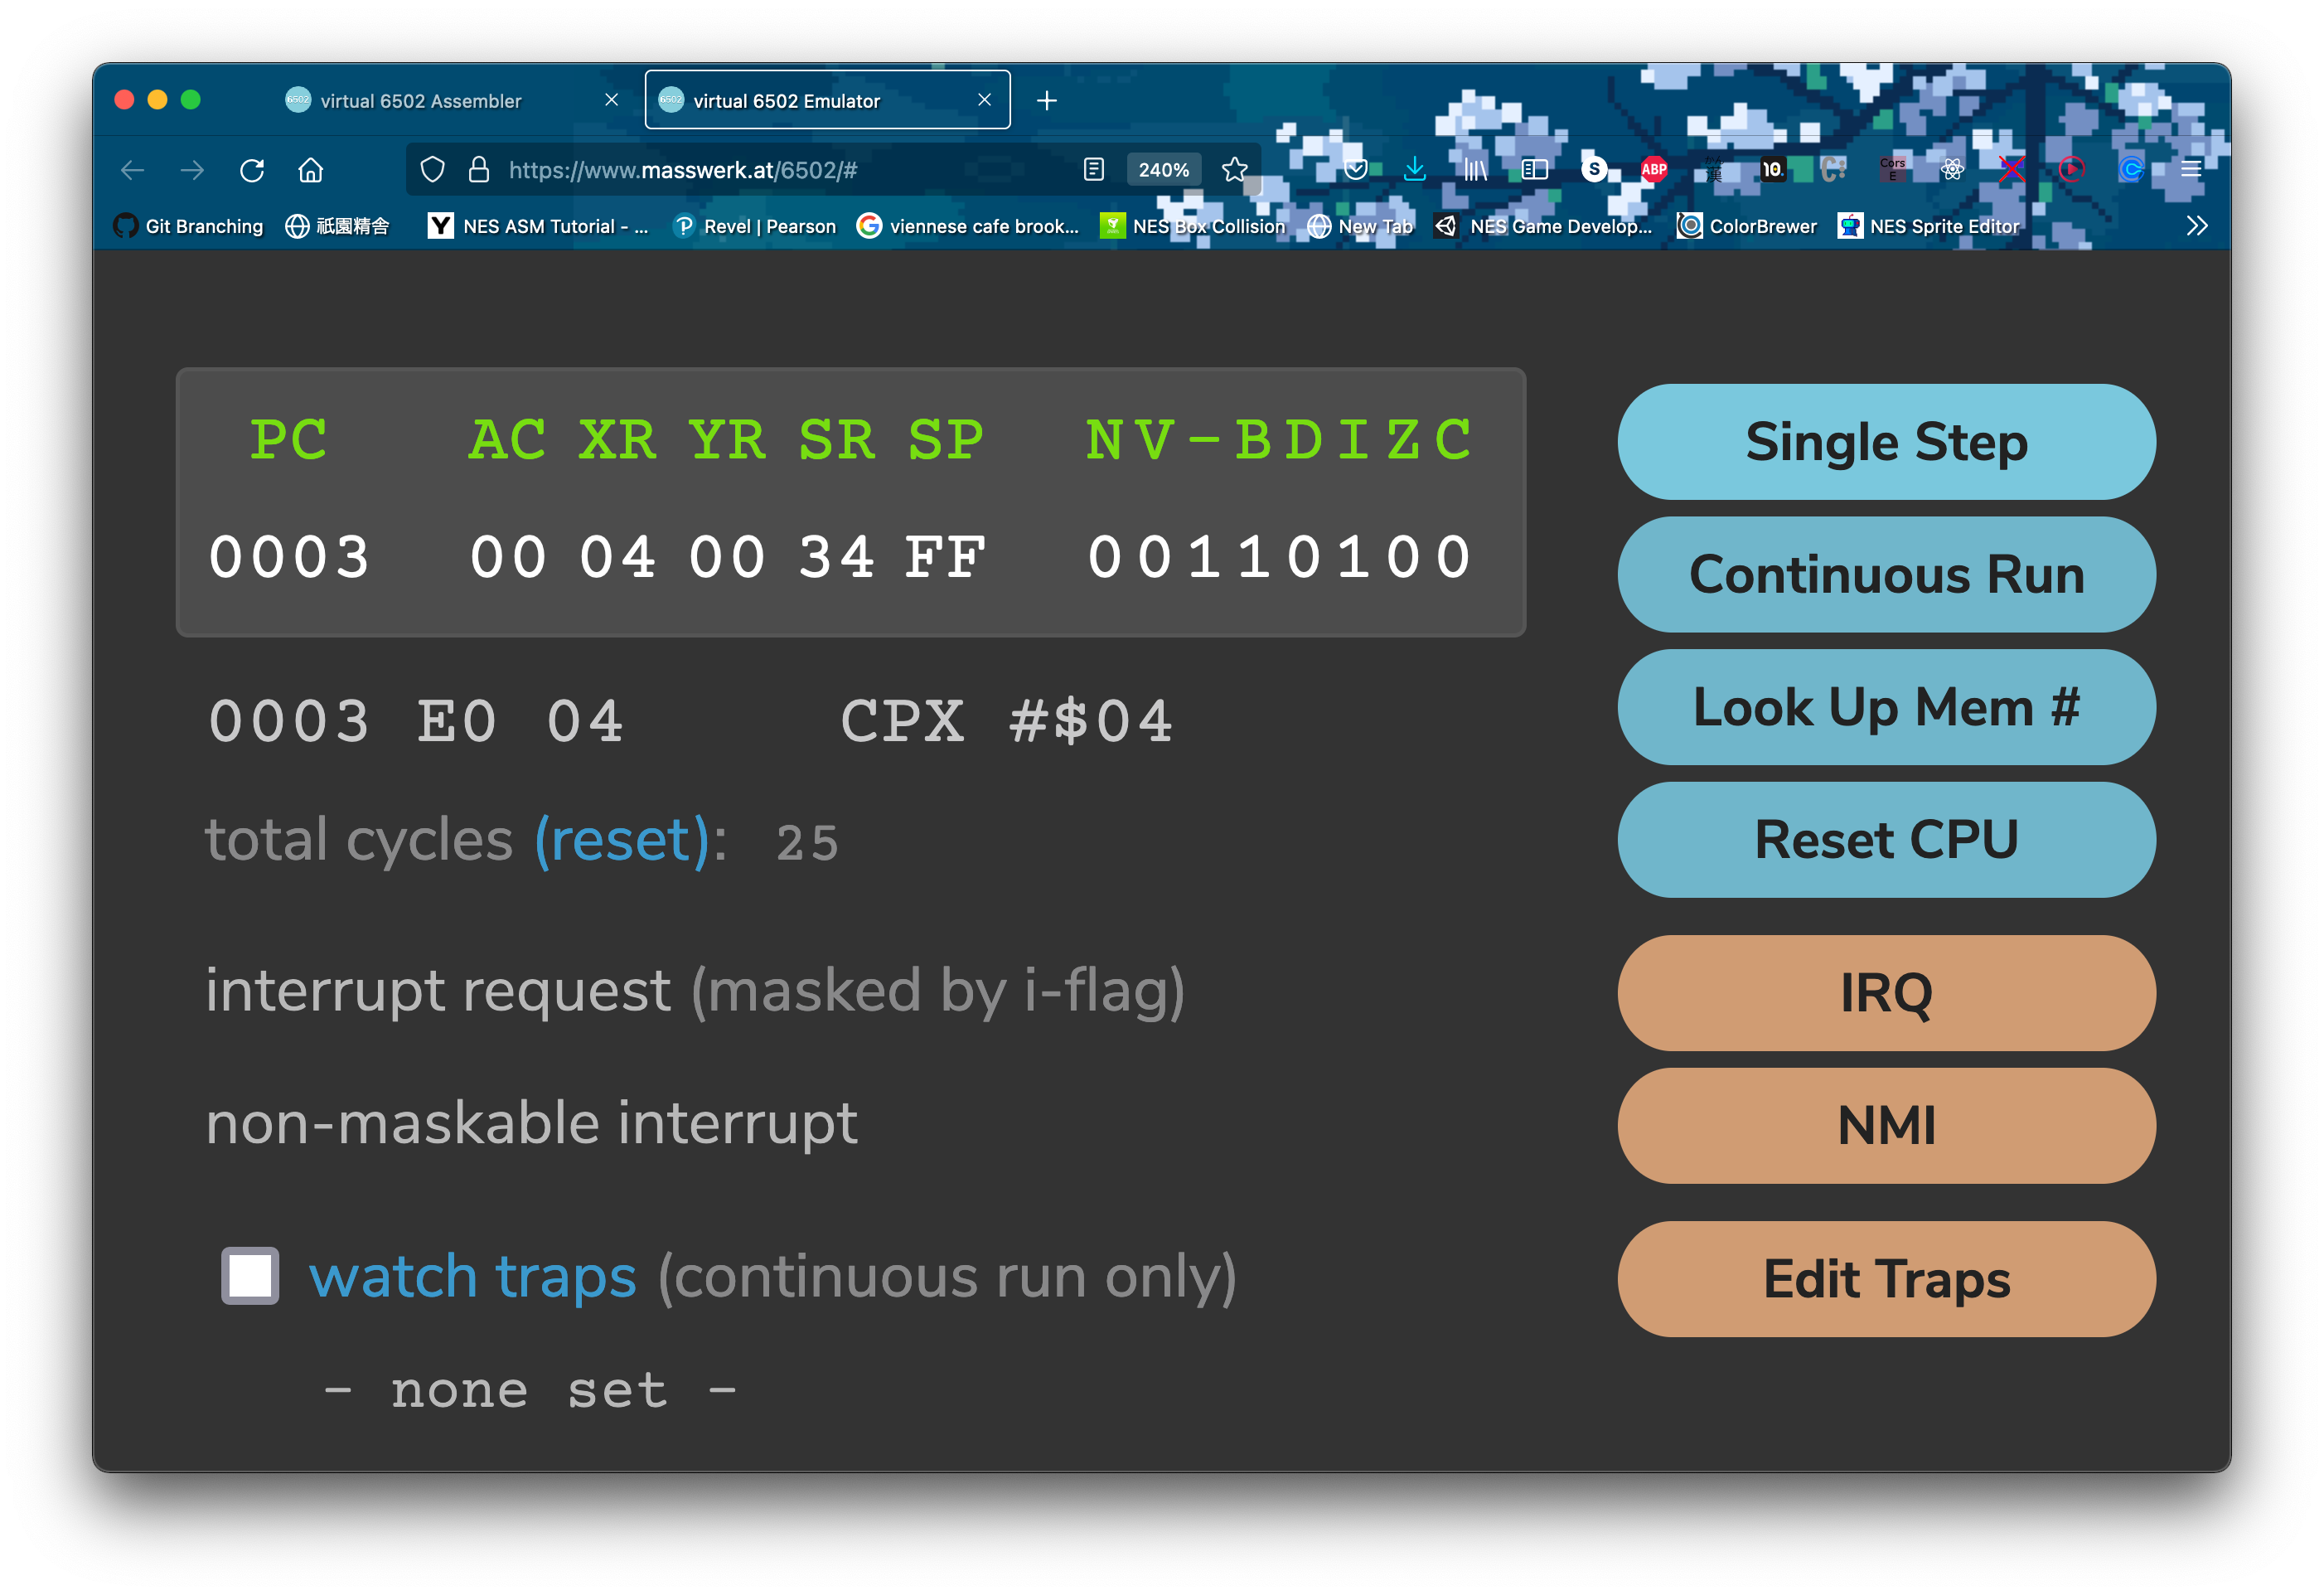 virtual 6502 Assembler
virtual 6502 Emulator
https://www.masswerk.at/6502/#
240%
S
ABP
10.
Cors
E
Git Branching
祇園精舎
NES ASM Tutorial - ...
Revel | Pearson
viennese cafe brook...
NES Box Collision
New Tab
NES Game Develop...
ColorBrewer
NES Sprite Editor
PC AC XR YR SR SP NV-BDIZC
0003 00 04 00 34 FF 00110100
0003 E0 04 CPX #$04
total cycles (reset): 25
interrupt request (masked by i-flag)
non-maskable interrupt
watch traps (continuous run only)
- none set -
Single Step
Continuous Run
Look Up Mem #
Reset CPU
IRQ
NMI
Edit Traps